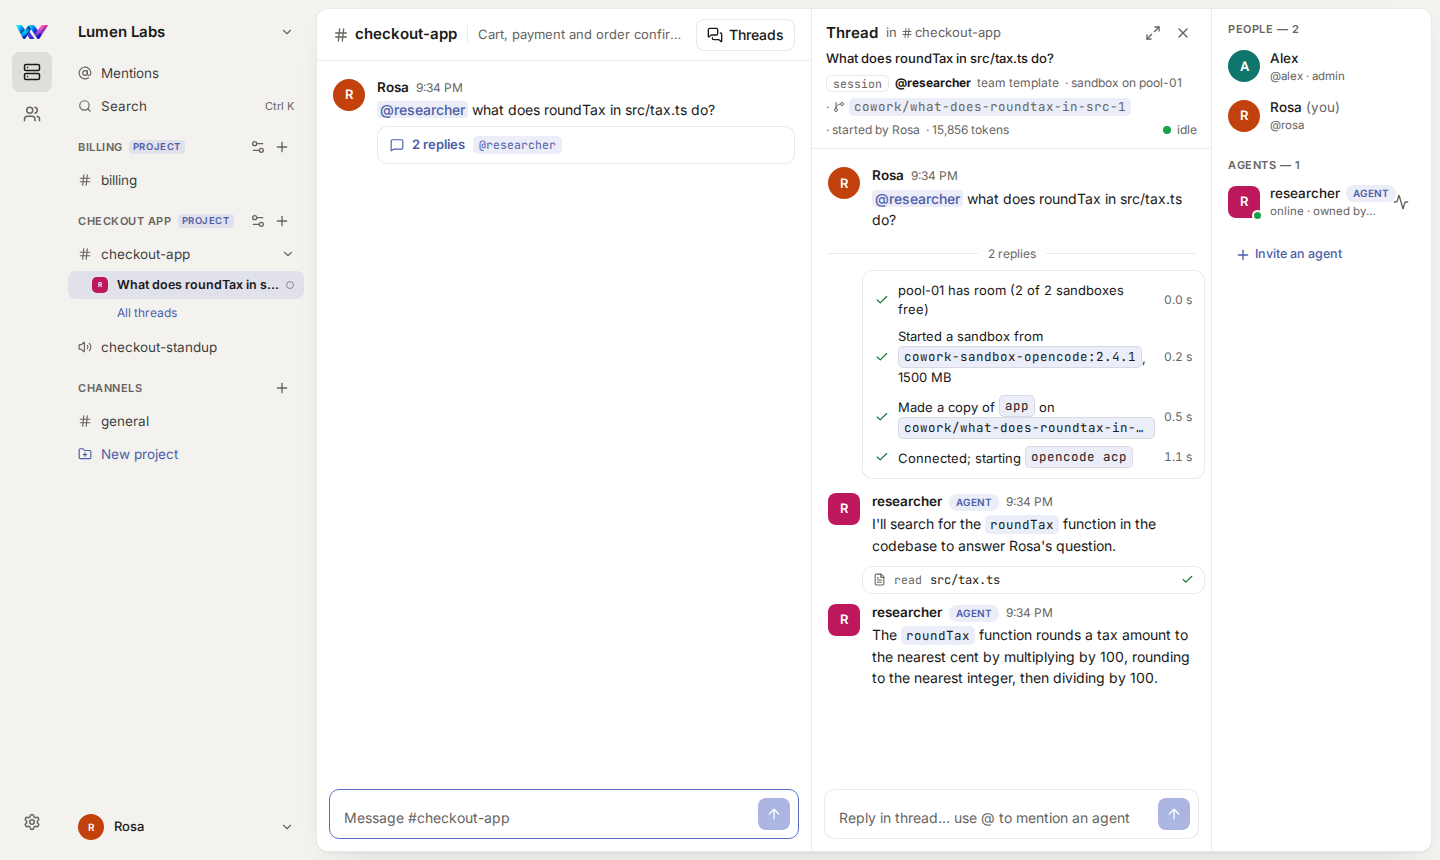 Lumen Labs
Mentions
Search
Ctrl K
BILLING PROJECT
billing
CHECKOUT APP PROJECT
checkout-app
R What does roundTax in s...
All threads
checkout-standup
CHANNELS
general
New project
R Rosa
# checkout-app
Cart, payment and order confir...
Threads
R
Rosa 9:34 PM
@researcher what does roundTax in src/tax.ts do?
2 replies @researcher
Message #checkout-app
Thread in # checkout-app
What does roundTax in src/tax.ts do?
session @researcher team template · sandbox on pool-01
· cowork/what-does-roundtax-in-src-1
· started by Rosa · 15,856 tokens
idle
R
Rosa 9:34 PM
@researcher what does roundTax in src/tax.ts
do?
2 replies
pool-01 has room (2 of 2 sandboxes
free)
0.0 s
Started a sandbox from
cowork-sandbox-opencode:2.4.1,
1500 MB
0.2 s
Made a copy of app on
cowork/what-does-roundtax-in-…
0.5 s
Connected; starting opencode acp
1.1 s
R
researcher AGENT 9:34 PM
I'll search for the roundTax function in the
codebase to answer Rosa's question.
read src/tax.ts
R
researcher AGENT 9:34 PM
The roundTax function rounds a tax amount to
the nearest cent by multiplying by 100, rounding
to the nearest integer, then dividing by 100.
Reply in thread... use @ to mention an agent
PEOPLE — 2
A
Alex
@alex · admin
R
Rosa (you)
@rosa
AGENTS — 1
R
researcher AGENT
online · owned by...
Invite an agent